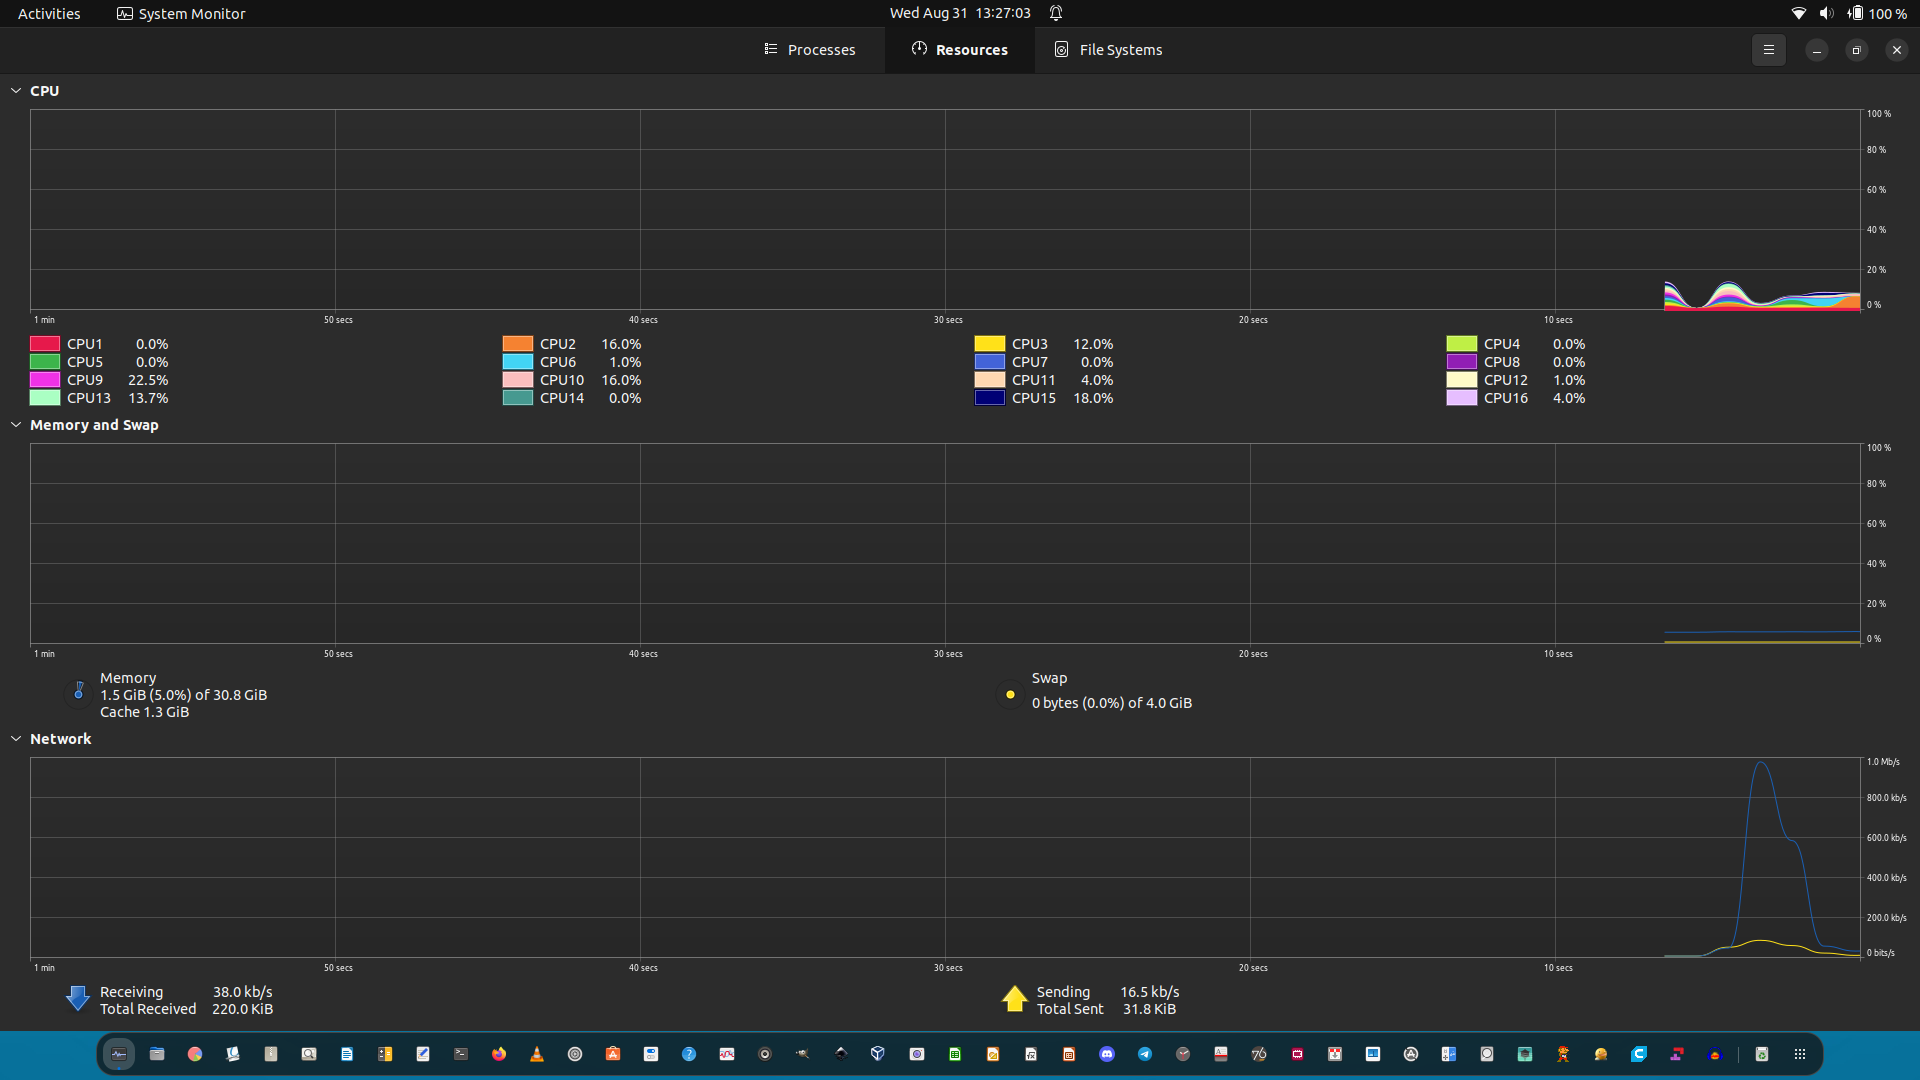 Activities System Monitor Wed Aug 31 13:27:03 100 %
Processes Resources File Systems
CPU
100 %
80 %
60 %
40 %
20 %
0 %
1 min 50 secs 40 secs 30 secs 20 secs 10 secs
CPU1 0.0% CPU2 16.0% CPU3 12.0% CPU4 0.0%
CPU5 0.0% CPU6 1.0% CPU7 0.0% CPU8 0.0%
CPU9 22.5% CPU10 16.0% CPU11 4.0% CPU12 1.0%
CPU13 13.7% CPU14 0.0% CPU15 18.0% CPU16 4.0%
Memory and Swap
100 %
80 %
60 %
40 %
20 %
0 %
1 min 50 secs 40 secs 30 secs 20 secs 10 secs
Memory Swap
1.5 GiB (5.0%) of 30.8 GiB 0 bytes (0.0%) of 4.0 GiB
Cache 1.3 GiB
Network
1.0 Mb/s
800.0 kb/s
600.0 kb/s
400.0 kb/s
200.0 kb/s
0 bits/s
1 min 50 secs 40 secs 30 secs 20 secs 10 secs
Receiving 38.0 kb/s Sending 16.5 kb/s
Total Received 220.0 KiB Total Sent 31.8 KiB
76